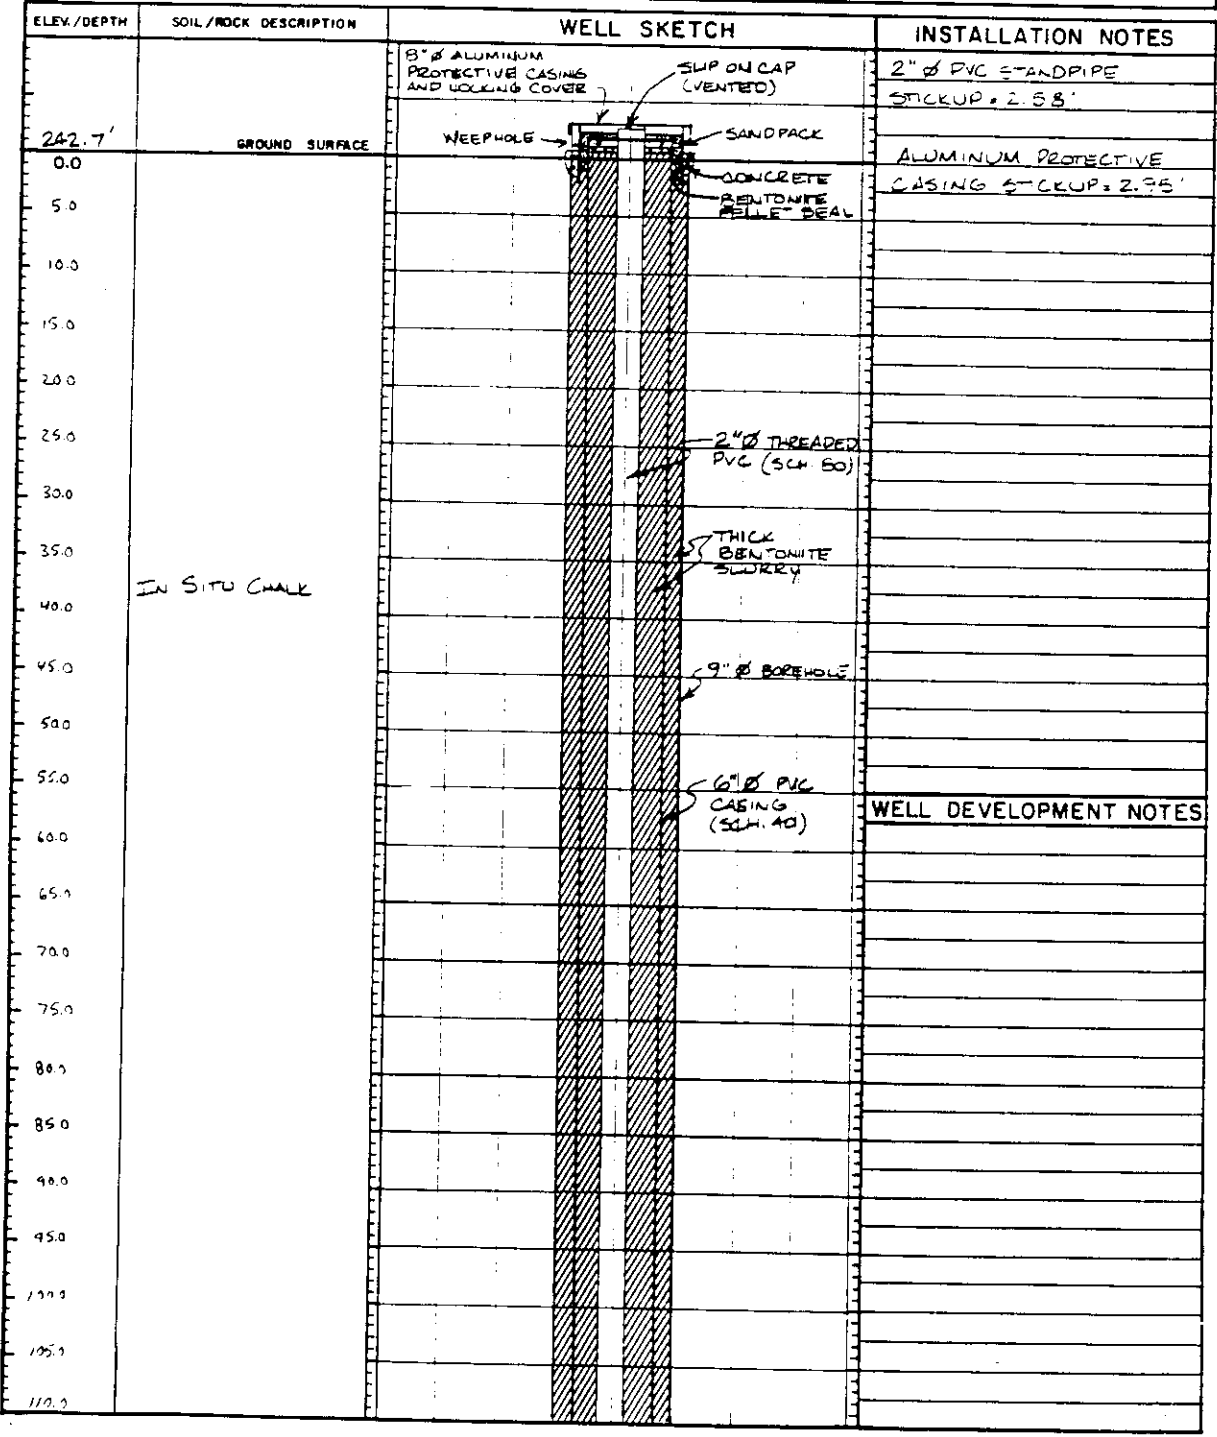 ELEV./DEPTH
SOIL/ROCK DESCRIPTION
WELL SKETCH
INSTALLATION NOTES
8" Ø ALUMINUM
PROTECTIVE CASING
AND LOCKING COVER
SLIP ON CAP
(VENTED)
2" Ø PVC STANDPIPE
STICKUP = 2.58'
242.7'
GROUND SURFACE
WEEPHOLE
SANDPACK
0.0
CONCRETE
ALUMINUM PROTECTIVE
CASING STICKUP = 2.95'
BENTONITE
PELLET SEAL
5.0
10.0
15.0
20.0
25.0
2" Ø THREADED
PVC (SCH. 80)
30.0
35.0
THICK
BENTONITE
SLURRY
IN SITU CHALK
40.0
45.0
9" Ø BOREHOLE
50.0
55.0
6" Ø PVC
CASING
(SCH. 40)
WELL DEVELOPMENT NOTES
60.0
65.0
70.0
75.0
80.0
85.0
90.0
95.0
100.0
105.0
110.0